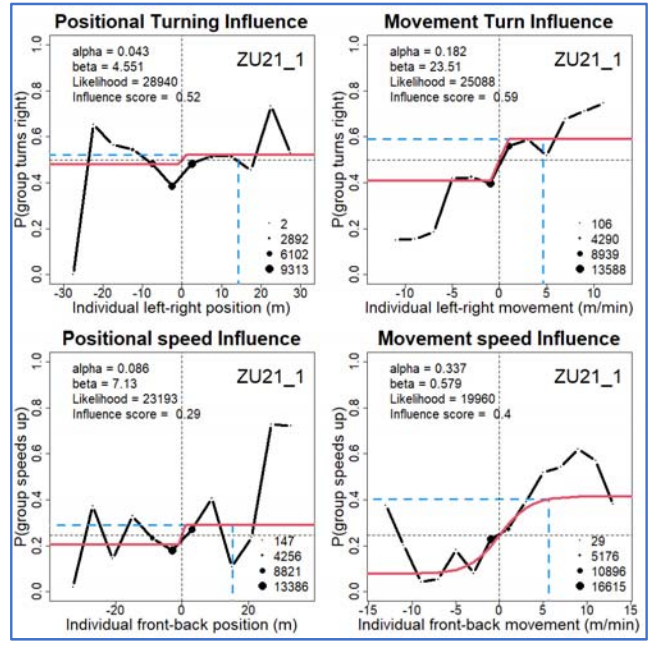 Positional Turning Influence
alpha = 0.043
beta = 4.551
Likelihood = 28940
Influence score = 0.52
ZU21_1
P(group turns right)
0.0 0.2 0.4 0.6 0.8 1.0
2
2892
6102
9313
-30 -20 -10 0 10 20 30
Individual left-right position (m)
Movement Turn Influence
alpha = 0.182
beta = 23.51
Likelihood = 25088
Influence score = 0.59
ZU21_1
P(group turns right)
0.0 0.2 0.4 0.6 0.8 1.0
106
4290
8939
13588
-10 -5 0 5 10
Individual left-right movement (m/min)
Positional speed Influence
alpha = 0.086
beta = 7.13
Likelihood = 23193
Influence score = 0.29
ZU21_1
P(group speeds up)
0.0 0.2 0.4 0.6 0.8 1.0
147
4256
8821
13386
-20 0 20
Individual front-back position (m)
Movement speed Influence
alpha = 0.337
beta = 0.579
Likelihood = 19960
Influence score = 0.4
ZU21_1
P(group speeds up)
0.0 0.2 0.4 0.6 0.8 1.0
29
5176
10896
16615
-15 -10 -5 0 5 10 15
Individual front-back movement (m/min)